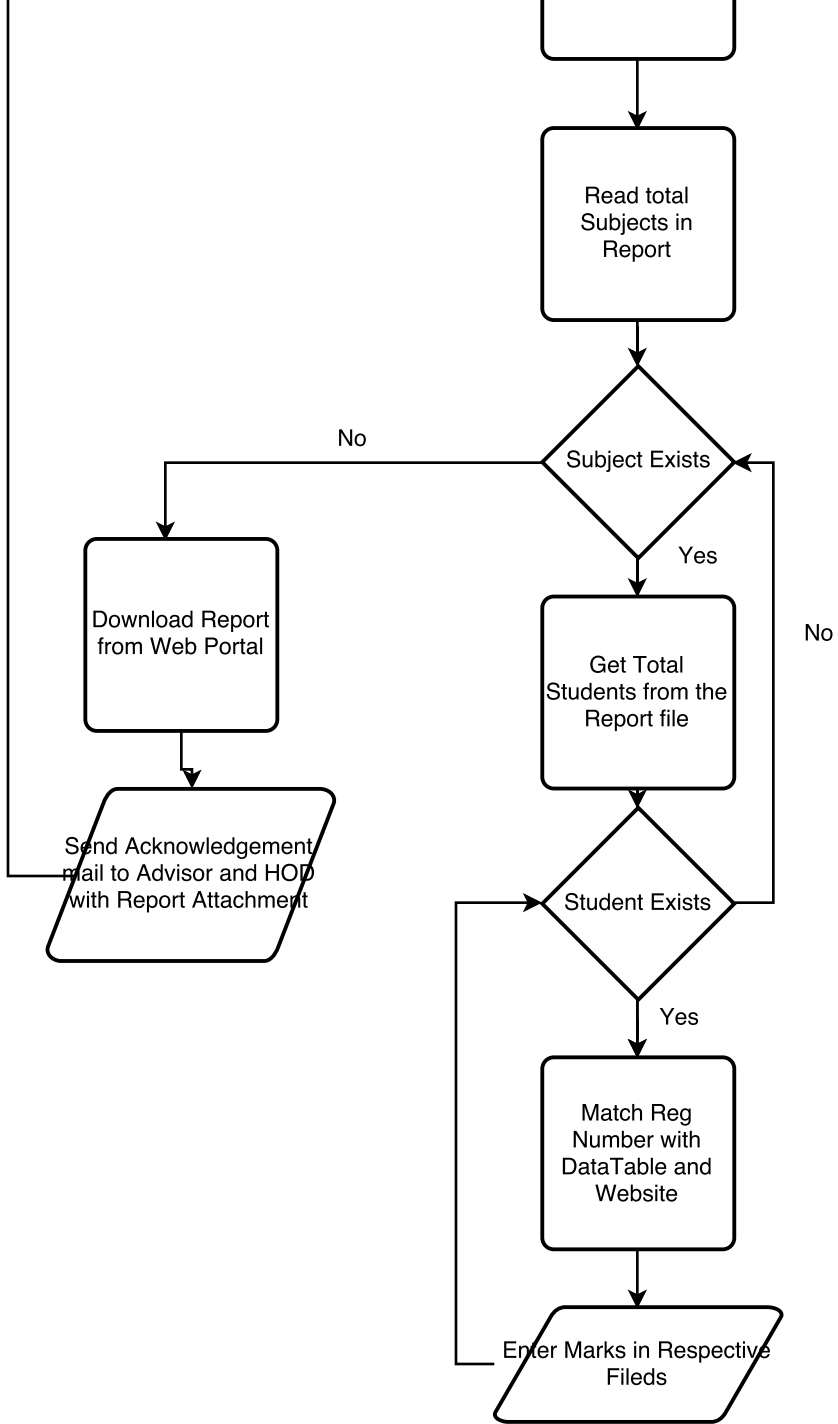 Read total
Subjects in
Report
No
Subject Exists
Yes
Download Report
from Web Portal
No
Get Total
Students from the
Report file
Send Acknowledgement
mail to Advisor and HOD
with Report Attachment
Student Exists
Yes
Match Reg
Number with
DataTable and
Website
Enter Marks in Respective
Fileds